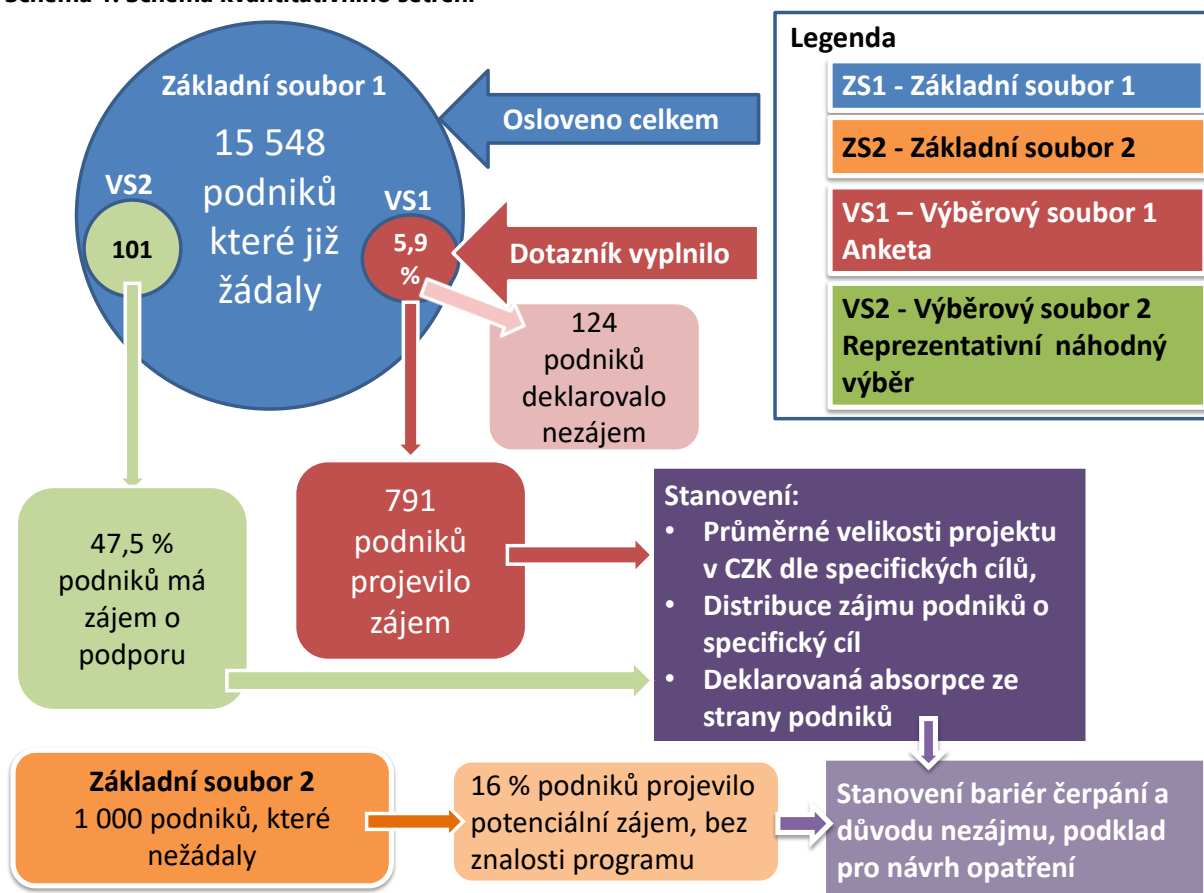 Schéma 4: Schéma kvantitativního šetření
Základní soubor 1
15 548
podniků
které již
žádaly
VS2
101
VS1
5,9
%
Osloveno celkem
Dotazník vyplnilo
124
podniků
deklarovalo
nezájem
Legenda
ZS1 - Základní soubor 1
ZS2 - Základní soubor 2
VS1 – Výběrový soubor 1
Anketa
VS2 - Výběrový soubor 2
Reprezentativní náhodný
výběr
47,5 %
podniků má
zájem o
podporu
791
podniků
projevilo
zájem
Stanovení:
• Průměrné velikosti projektu
v CZK dle specifických cílů,
• Distribuce zájmu podniků o
specifický cíl
• Deklarovaná absorpce ze
strany podniků
Základní soubor 2
1 000 podniků, které
nežádaly
16 % podniků projevilo
potenciální zájem, bez
znalosti programu
Stanovení bariér čerpání a
důvodu nezájmu, podklad
pro návrh opatření